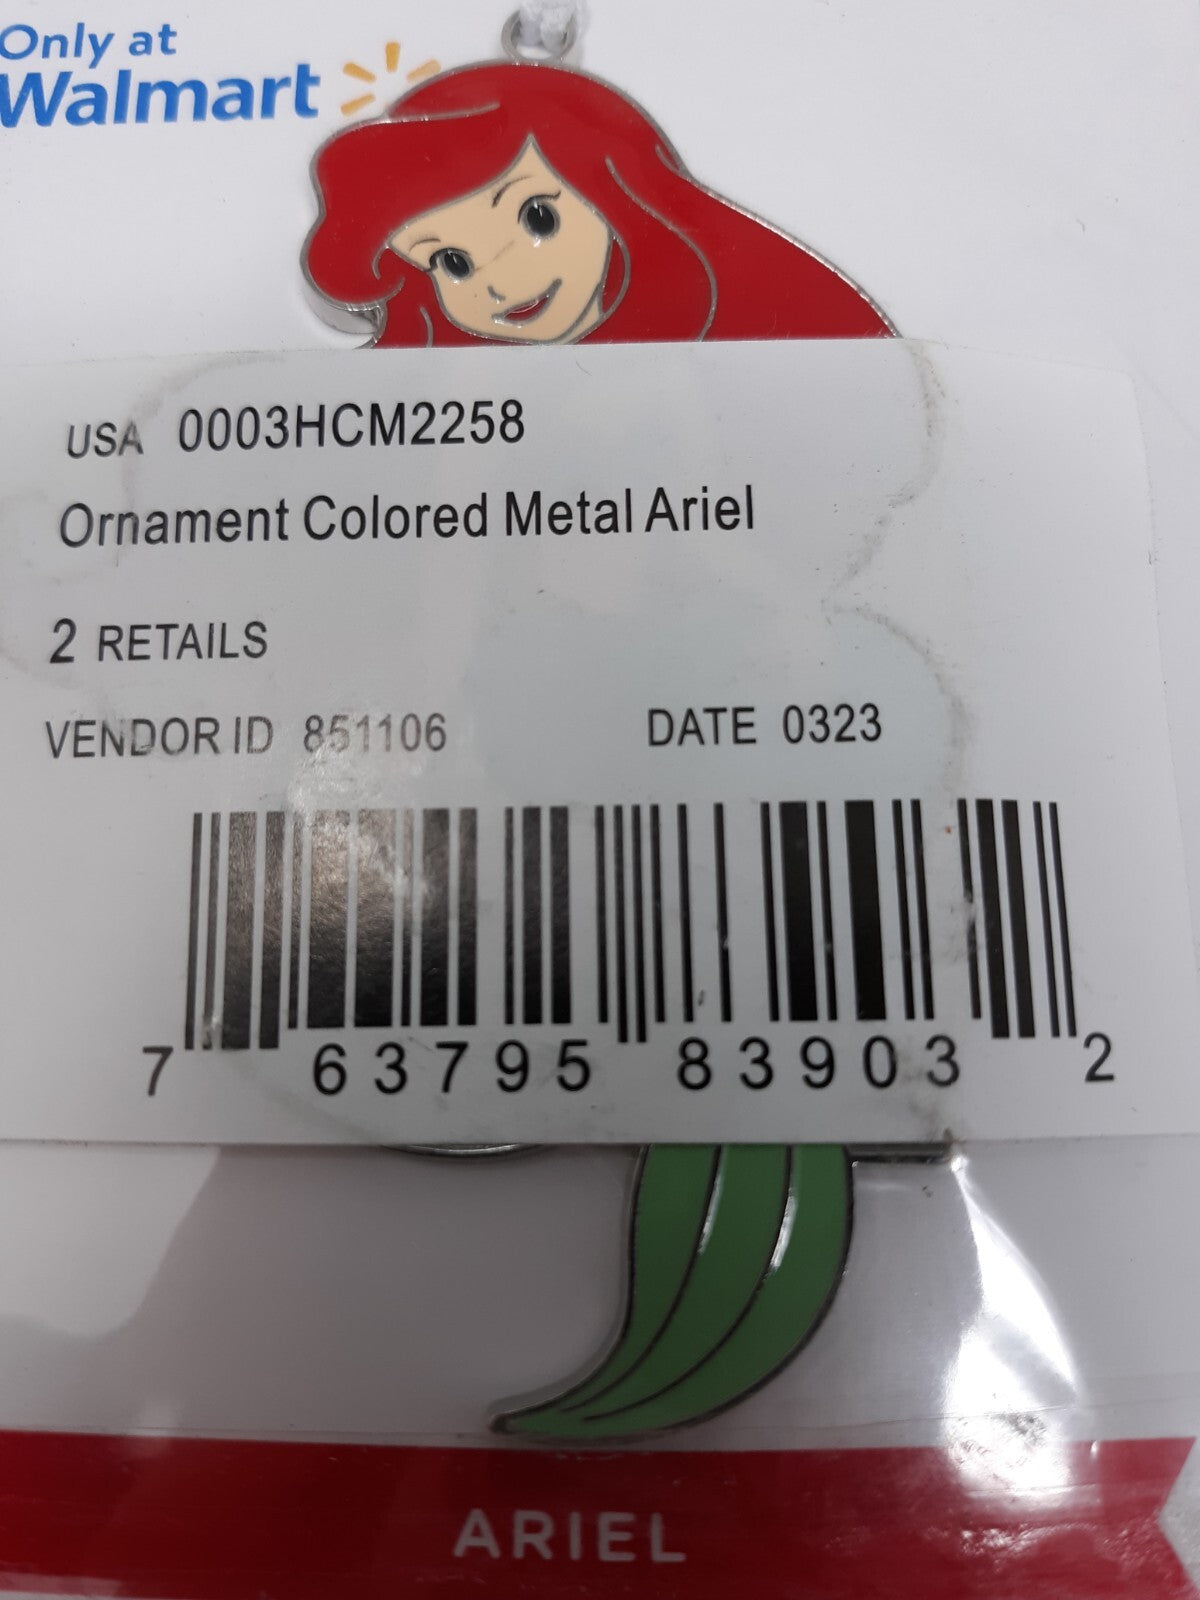 Only at
Walmart
USA 0003HCM2258
Ornament Colored Metal Ariel
2 RETAILS
VENDOR ID 851106 DATE 0323
7 63795 83903 2
ARIEL